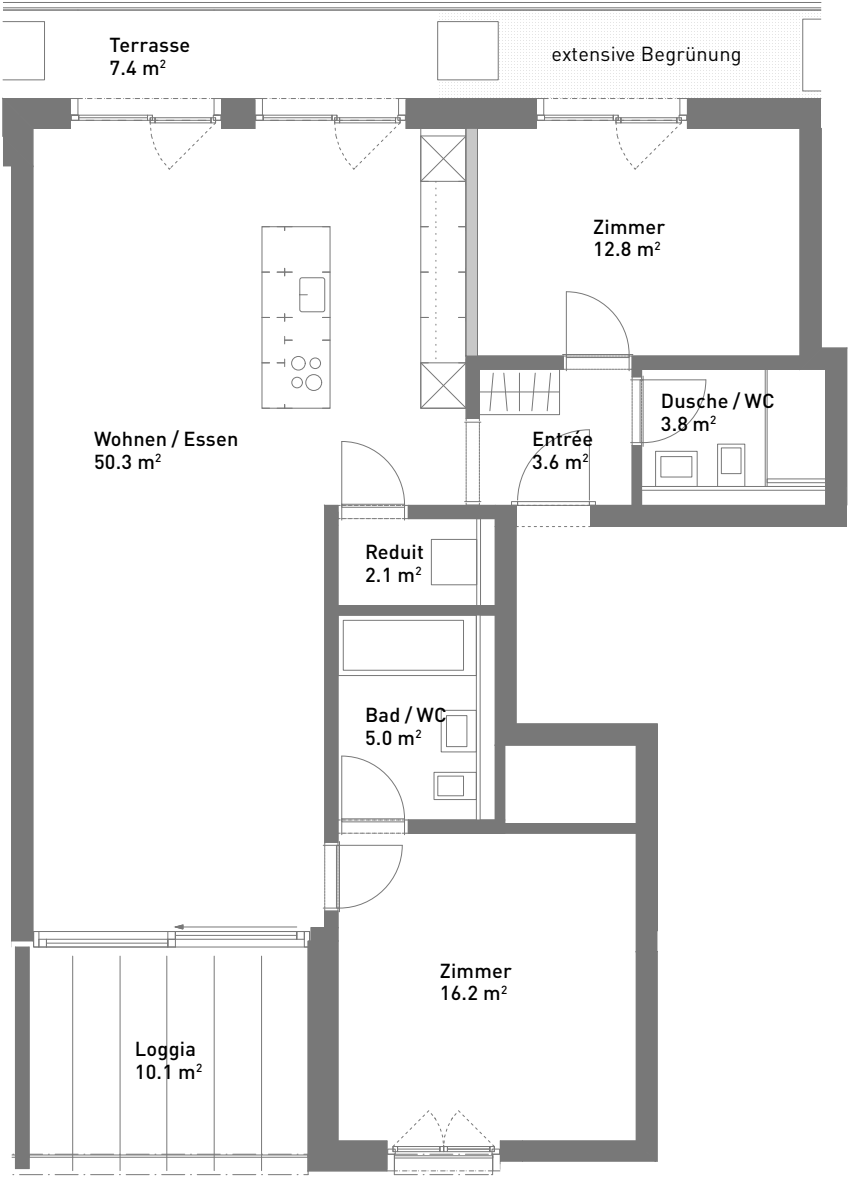 Terrasse
7.4 m²
extensive Begrünung
Zimmer
12.8 m²
Wohnen / Essen
50.3 m²
Entrée
3.6 m²
Dusche / WC
3.8 m²
Reduit
2.1 m²
Bad / WC
5.0 m²
Zimmer
16.2 m²
Loggia
10.1 m²